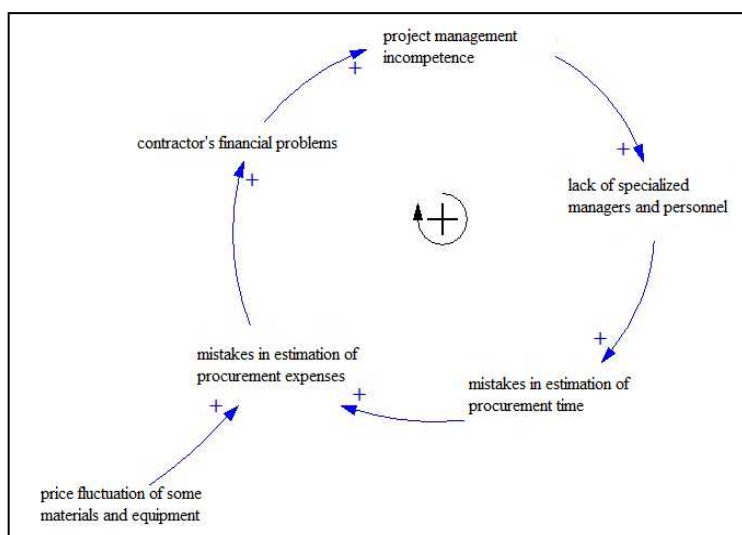 project management
incompetence
+
contractor's financial problems
+
+
lack of specialized
managers and personnel
+
+
mistakes in estimation of
procurement expenses
+
mistakes in estimation of
procurement time
+
+
price fluctuation of some
materials and equipment